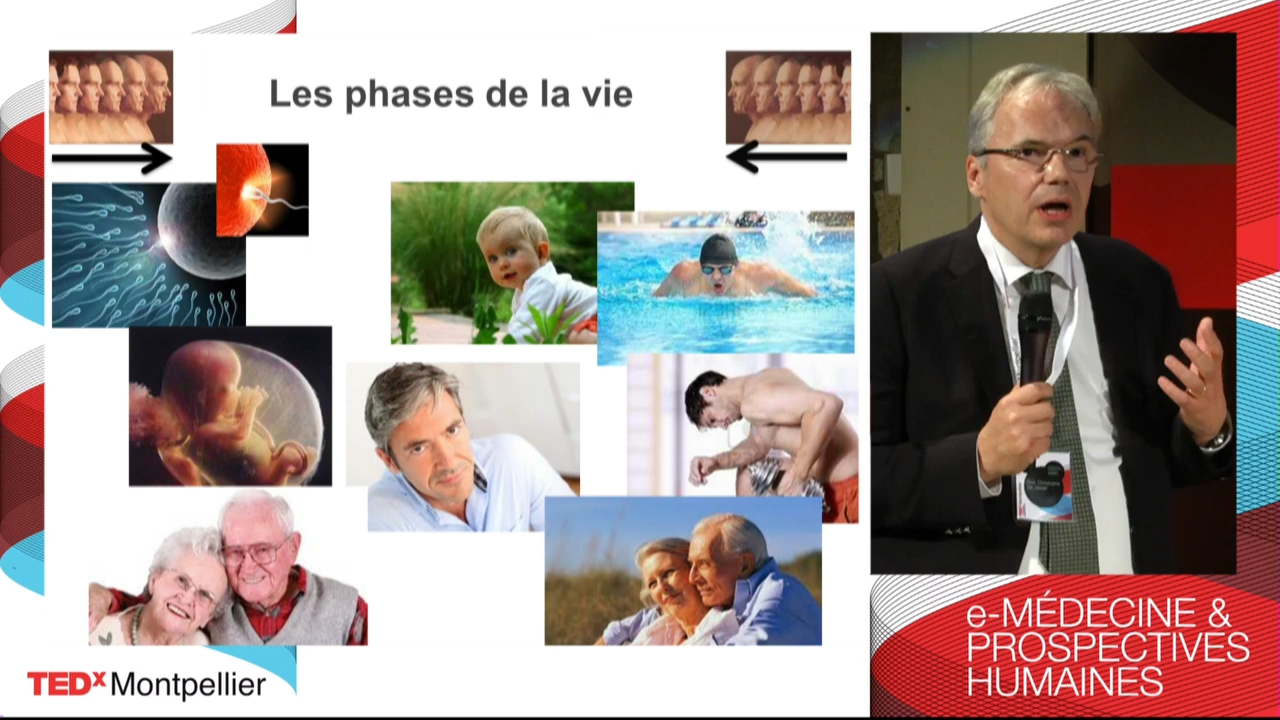 Les phases de la vie
TEDx Montpellier
e-MÉDECINE &
PROSPECTIVES
HUMAINES